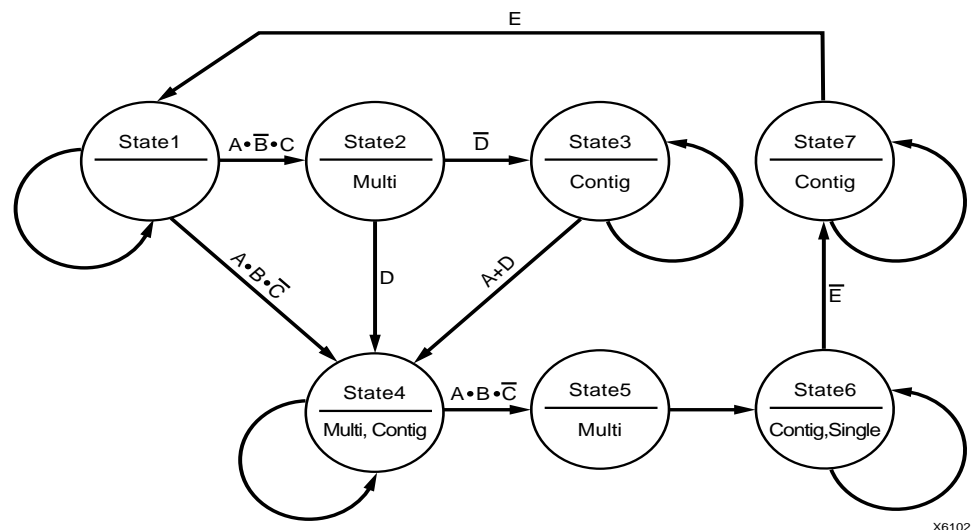 E
State1
A•B̅•C
State2
Multi
D̅
State3
Contig
State7
Contig
A•B•C̅
D
A+D
E̅
State4
Multi, Contig
A•B•C̅
State5
Multi
State6
Contig,Single
X6102